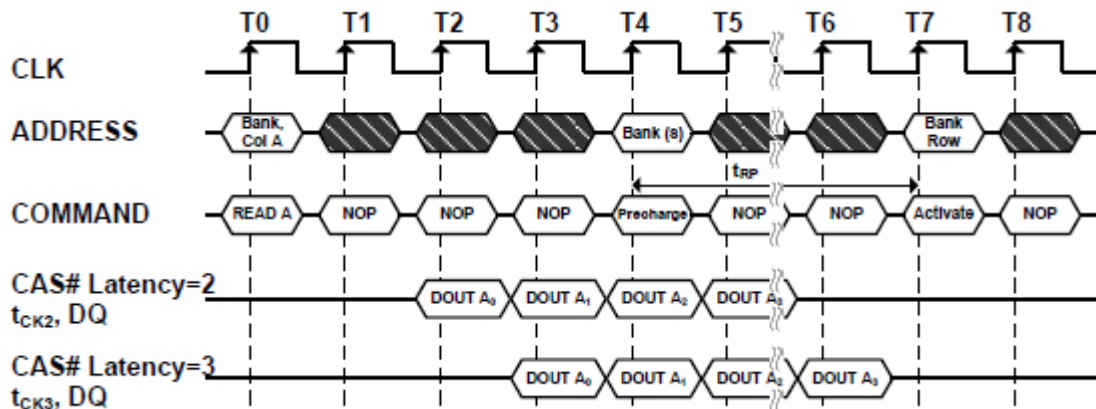 T0 T1 T2 T3 T4 T5 T6 T7 T8
CLK
ADDRESS
Bank,
Col A
Bank (s)
Bank
Row
tRP
COMMAND
READ A NOP NOP NOP Precharge NOP NOP Activate NOP
CAS# Latency=2
tCK2, DQ
DOUT A0 DOUT A1 DOUT A2 DOUT A3
CAS# Latency=3
tCK3, DQ
DOUT A0 DOUT A1 DOUT A2 DOUT A3